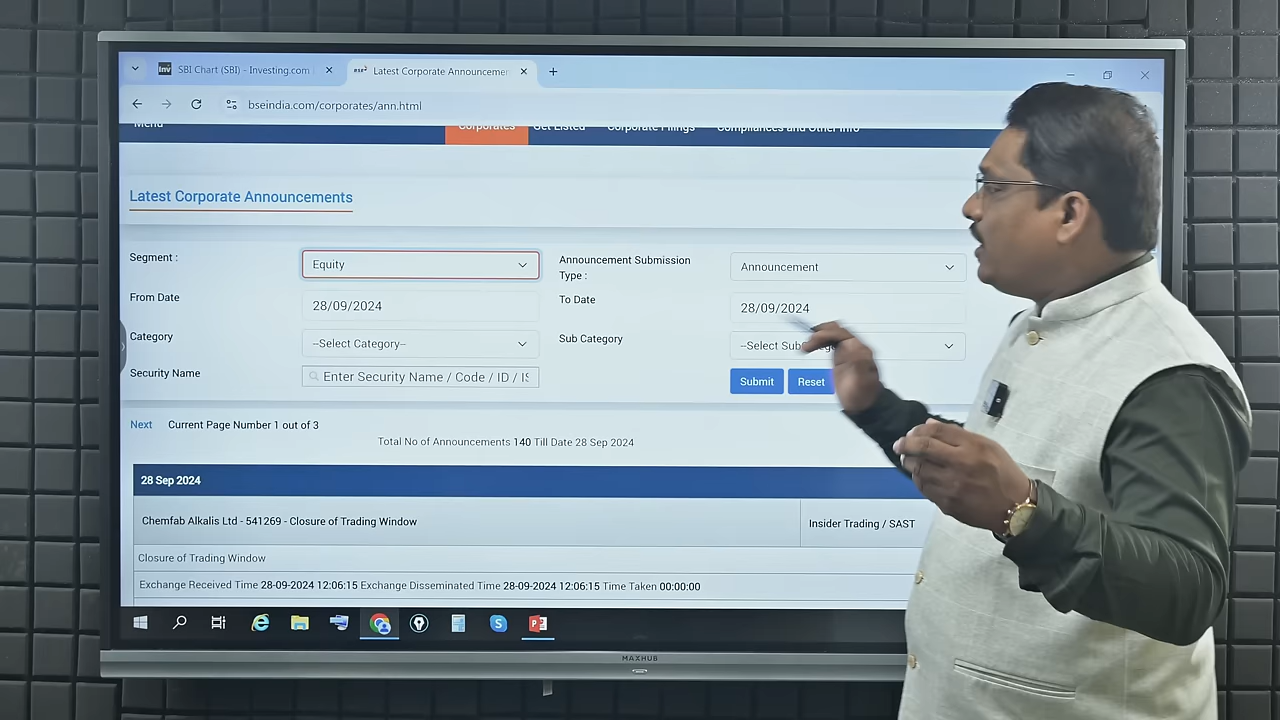 SBI Chart (SBI) - Investing.com
Latest Corporate Announcemen
bseindia.com/corporates/ann.html
Menu
Corporates
Get Listed
Corporate Filings
Compliances and Other Info
Latest Corporate Announcements
Segment :
Equity
Announcement Submission
Type :
Announcement
From Date
28/09/2024
To Date
28/09/2024
Category
--Select Category--
Sub Category
--Select Sub
Security Name
Enter Security Name / Code / ID / IS
Submit
Reset
Next
Current Page Number 1 out of 3
Total No of Announcements 140 Till Date 28 Sep 2024
28 Sep 2024
Chemfab Alkalis Ltd - 541269 - Closure of Trading Window
Insider Trading / SAST
Closure of Trading Window
Exchange Received Time 28-09-2024 12:06:15 Exchange Disseminated Time 28-09-2024 12:06:15 Time Taken 00:00:00
MAXHUB